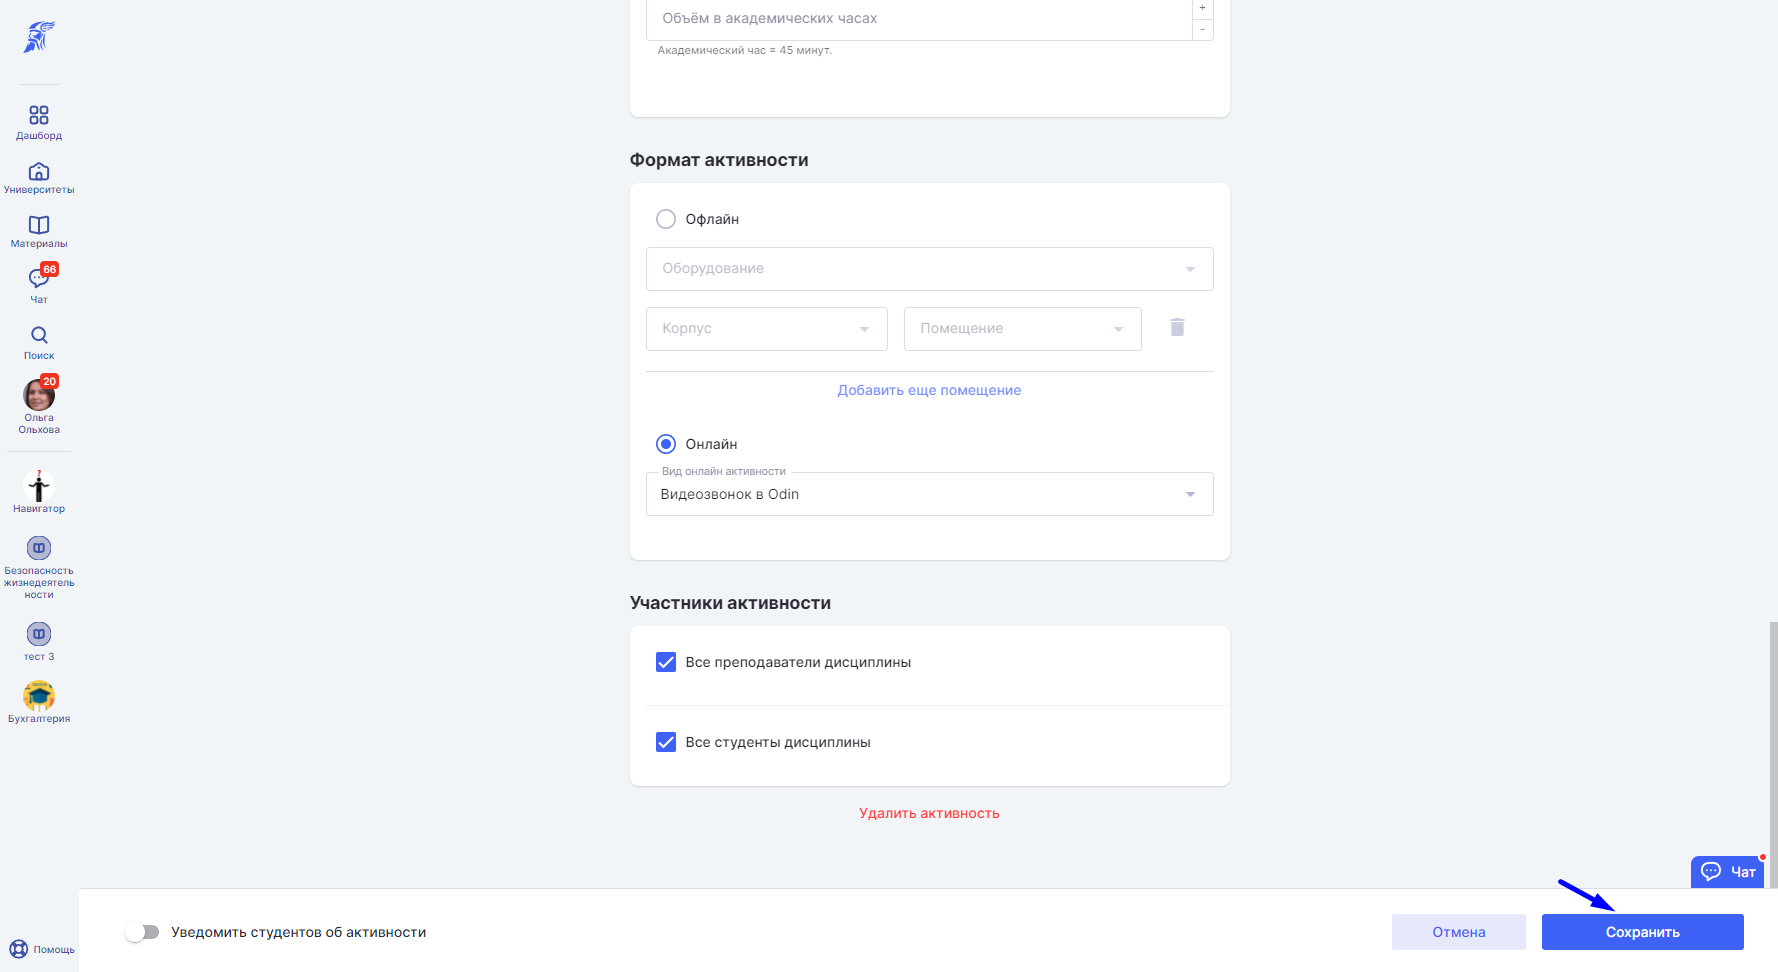 Дашборд
Университеты
Материалы
66
Чат
Поиск
20
Ольга
Ольхова
?
Навигатор
Безопасность
жизнедеятель
ности
тест 3
Бухгалтерия
Помощь
Объём в академических часах
+
-
Академический час = 45 минут.
Формат активности
Офлайн
Оборудование
Корпус
Помещение
Добавить еще помещение
Онлайн
Вид онлайн активности
Видеозвонок в Odin
Участники активности
Все преподаватели дисциплины
Все студенты дисциплины
Удалить активность
Чат
Уведомить студентов об активности
Отмена
Сохранить